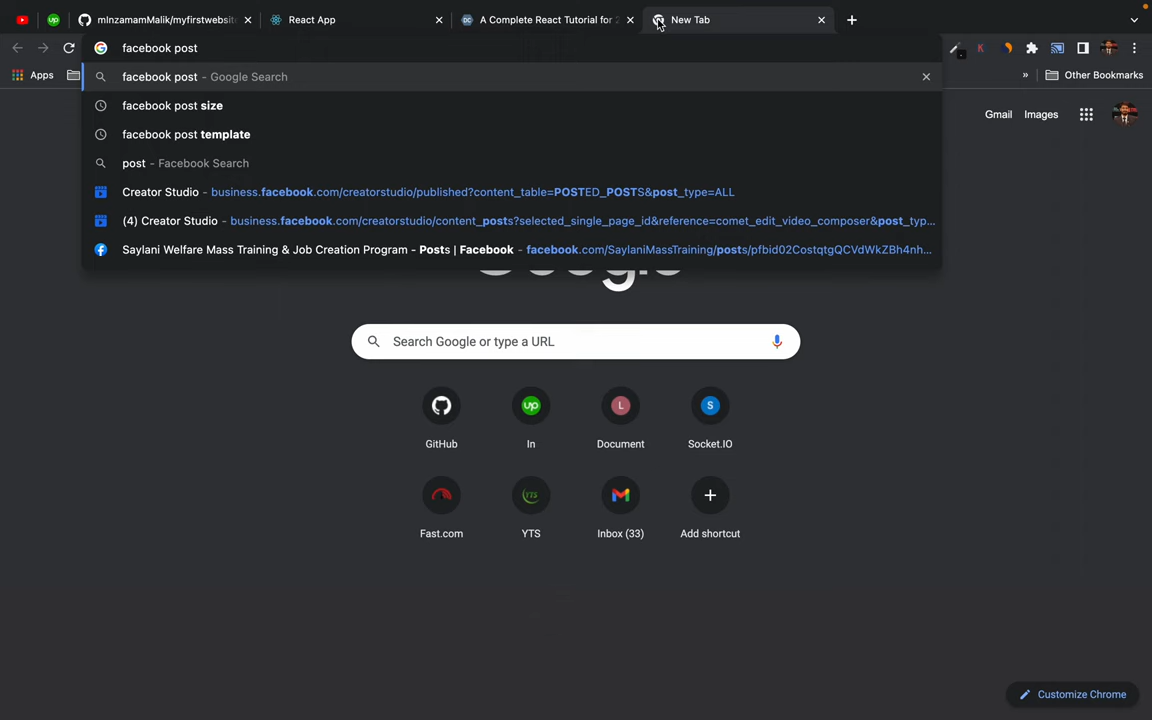 mInzamamMalik/myfirstwebsite
React App
A Complete React Tutorial for 2
New Tab
facebook post
Apps
Other Bookmarks
facebook post - Google Search
facebook post size
facebook post template
post - Facebook Search
Creator Studio - business.facebook.com/creatorstudio/published?content_table=POSTED_POSTS&post_type=ALL
(4) Creator Studio - business.facebook.com/creatorstudio/content_posts?selected_single_page_id&reference=comet_edit_video_composer&post_typ...
Saylani Welfare Mass Training & Job Creation Program - Posts | Facebook - facebook.com/SaylaniMassTraining/posts/pfbid02CostqtgQCVdWkZBh4nh...
Gmail Images
Search Google or type a URL
GitHub
In
Document
Socket.IO
Fast.com
YTS
Inbox (33)
Add shortcut
Customize Chrome